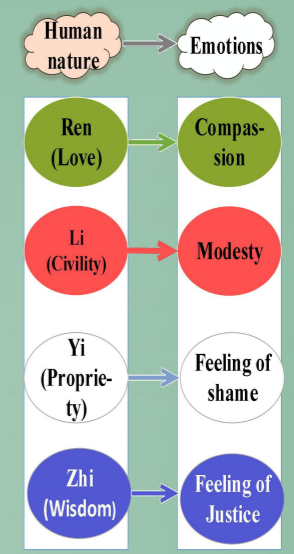 Human
nature
Emotions
Ren
(Love)
Compas-
sion
Li
(Civility)
Modesty
Yi
(Proprie-
ty)
Feeling of
shame
Zhi
(Wisdom)
Feeling of
Justice